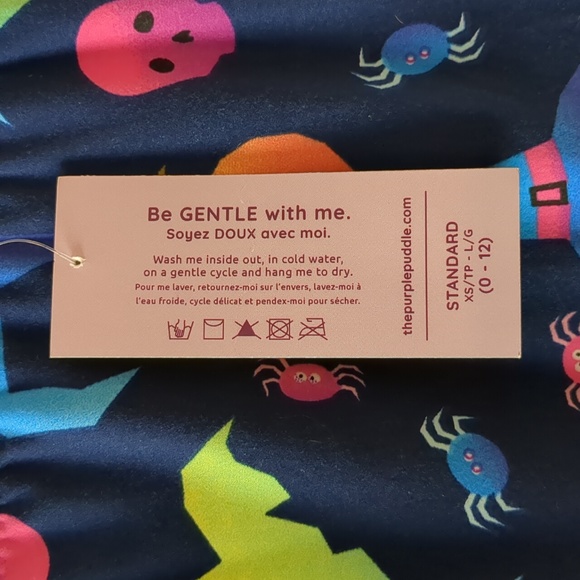 Be GENTLE with me.
Soyez DOUX avec moi.
Wash me inside out, in cold water,
on a gentle cycle and hang me to dry.
Pour me laver, retournez-moi sur l'envers, lavez-moi à
l'eau froide, cycle délicat et pendez-moi pour sécher.
thepurplepuddle.com
STANDARD
XS/TP - L/G
(0 - 12)